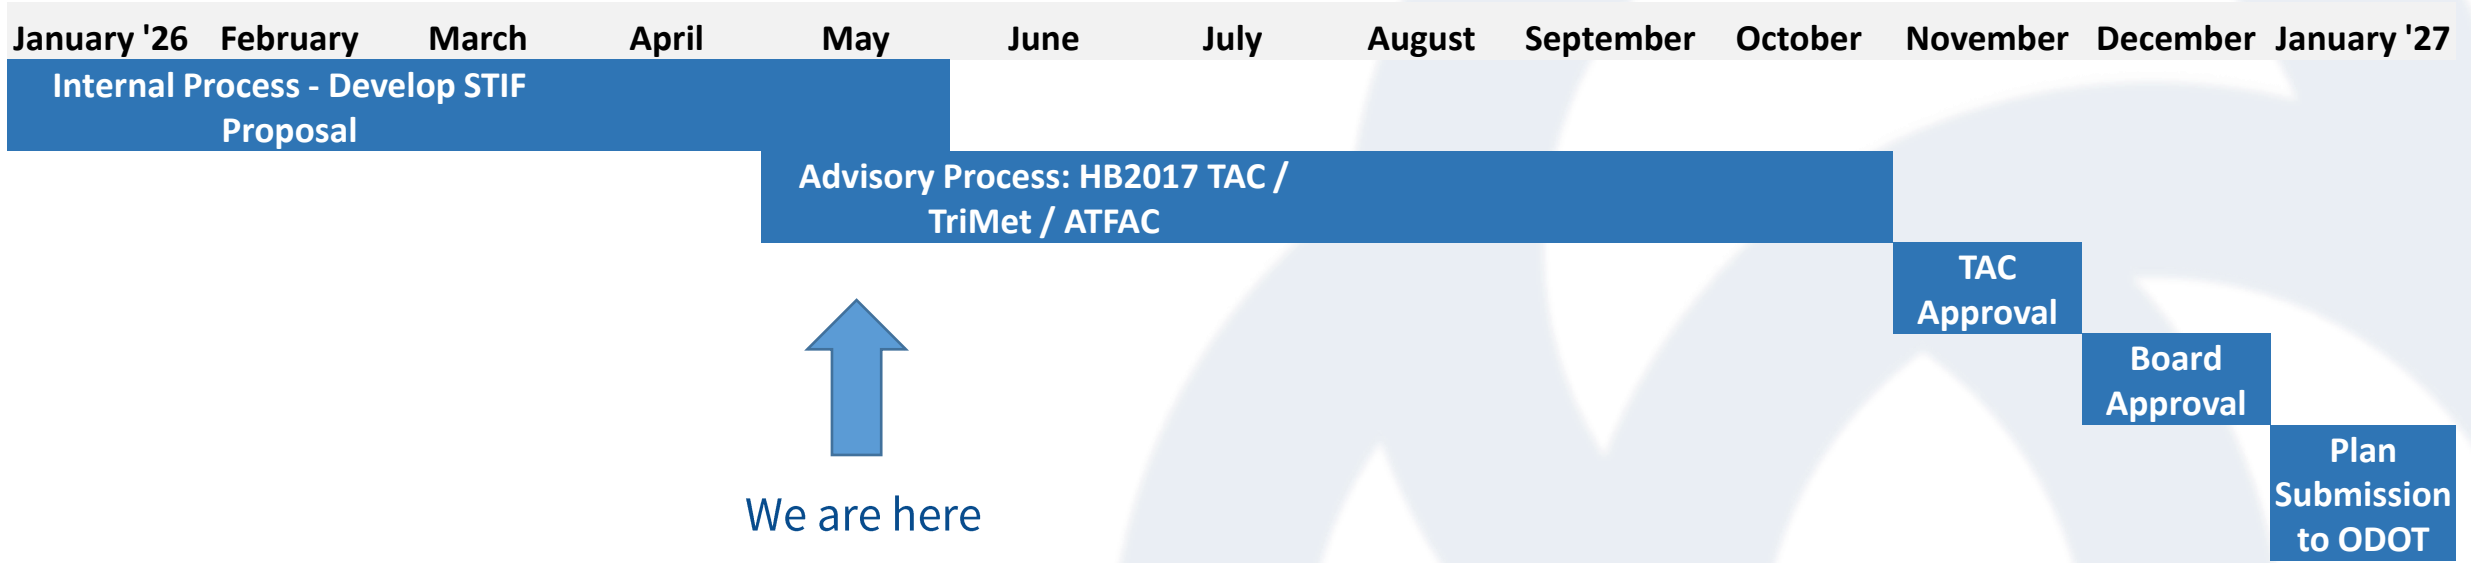 January '26 February March April May June July August September October November December January '27
Internal Process - Develop STIF
Proposal
Advisory Process: HB2017 TAC /
TriMet / ATFAC
TAC
Approval
Board
Approval
Plan
Submission
to ODOT
We are here